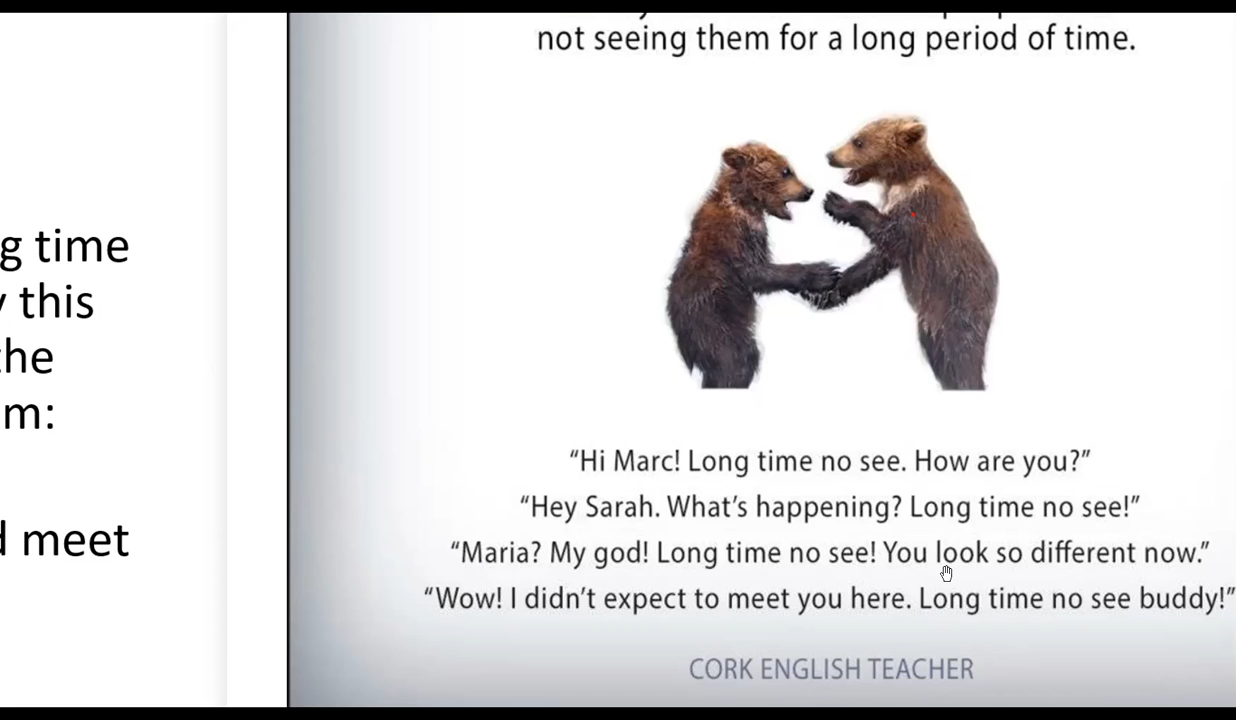 g time
this
the
m:
meet
not seeing them for a long period of time.
“Hi Marc! Long time no see. How are you?”
“Hey Sarah. What’s happening? Long time no see!”
“Maria? My god! Long time no see! You look so different now.”
“Wow! I didn’t expect to meet you here. Long time no see buddy!”
CORK ENGLISH TEACHER